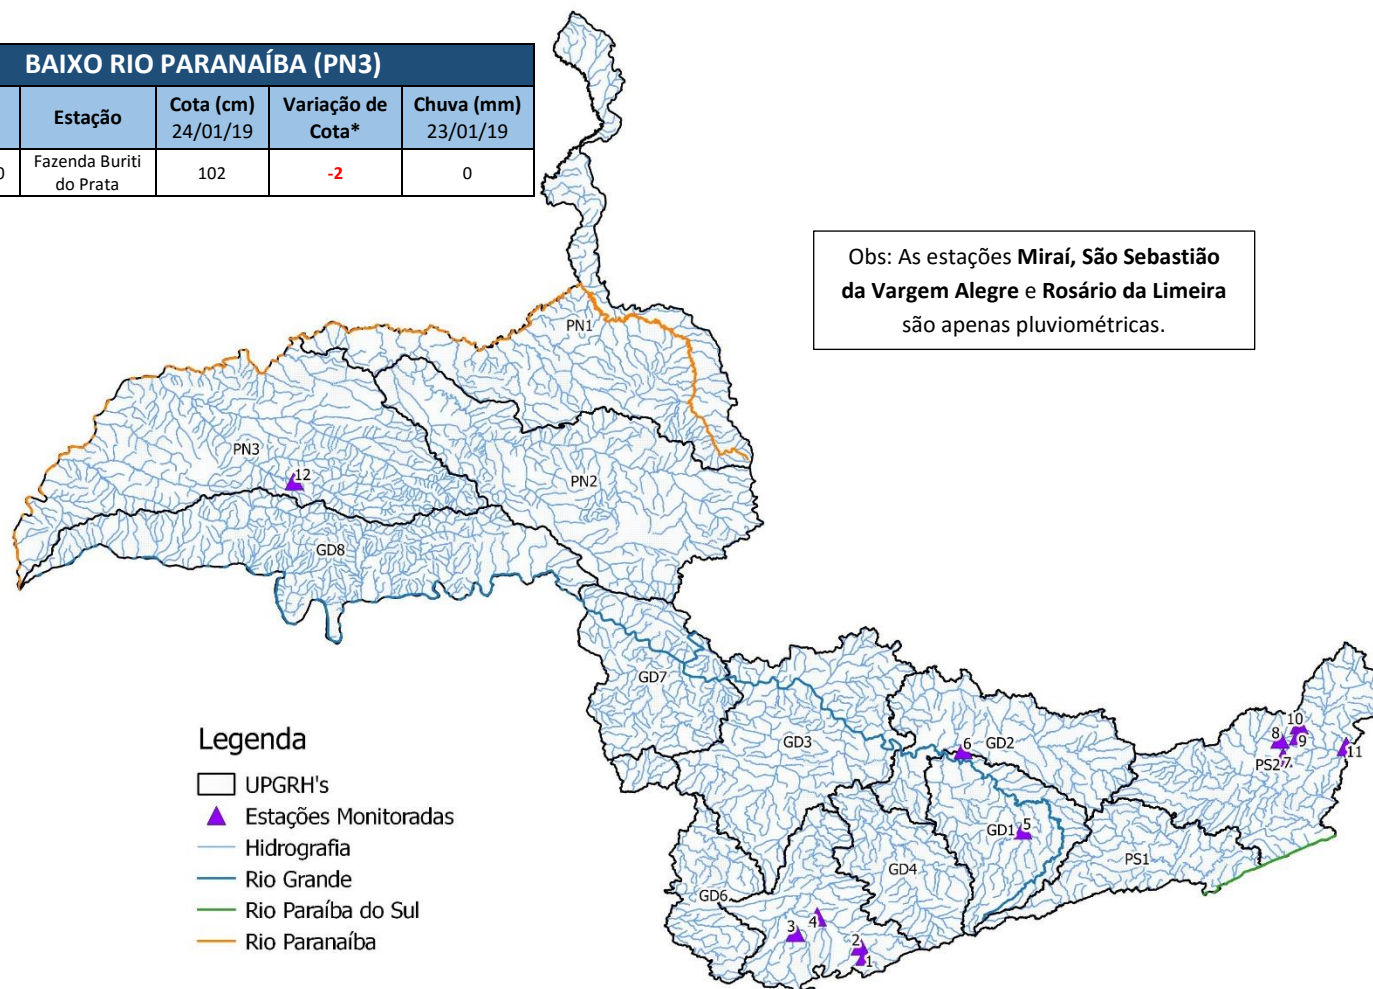 BAIXO RIO PARANAÍBA (PN3)
Estação
Cota (cm)
24/01/19
Variação de
Cota*
Chuva (mm)
23/01/19
0
Fazenda Buriti
do Prata
102
-2
0
Obs: As estações Miraí, São Sebastião
da Vargem Alegre e Rosário da Limeira
são apenas pluviométricas.
PN1
PN3
12
PN2
GD8
GD7
GD3
6
GD2
10
8
9
11
PS2
7
GD1
5
PS1
GD4
GD6
3
4
2
1
Legenda
UPGRH's
Estações Monitoradas
Hidrografia
Rio Grande
Rio Paraíba do Sul
Rio Paranaíba